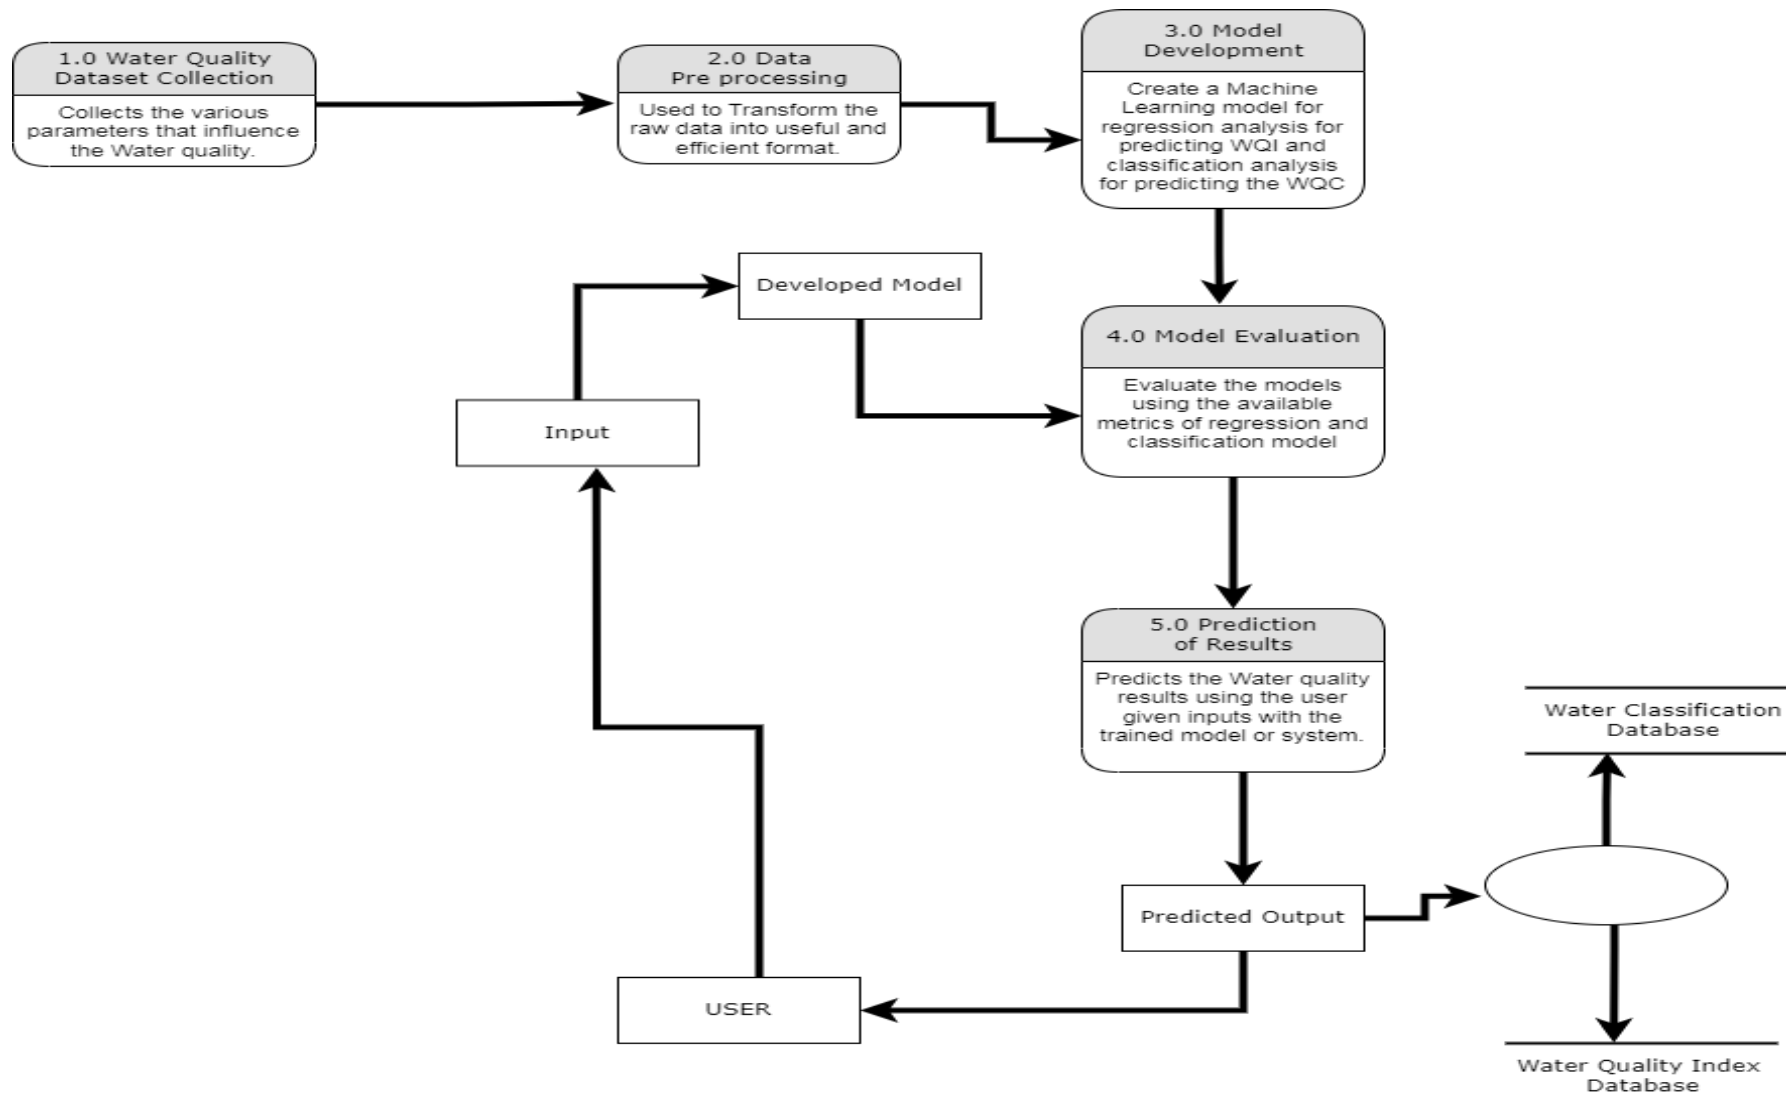 1.0 Water Quality
Dataset Collection
Collects the various
parameters that influence
the Water quality.
2.0 Data
Pre processing
Used to Transform the
raw data into useful and
efficient format.
3.0 Model
Development
Create a Machine
Learning model for
regression analysis for
predicting WQI and
classification analysis
for predicting the WQC
Developed Model
Input
4.0 Model Evaluation
Evaluate the models
using the available
metrics of regression and
classification model
5.0 Prediction
of Results
Predicts the Water quality
results using the user
given inputs with the
trained model or system.
Water Classification
Database
Predicted Output
USER
Water Quality Index
Database